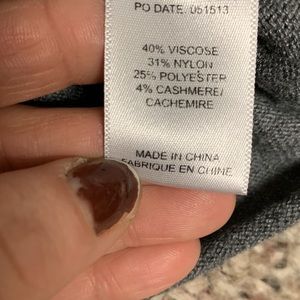 PO DATE: 051513
40% VISCOSE
31% NYLON
25% POLYESTER
4% CASHMERE/
CACHEMIRE
MADE IN CHINA
FABRIQUE EN CHINE